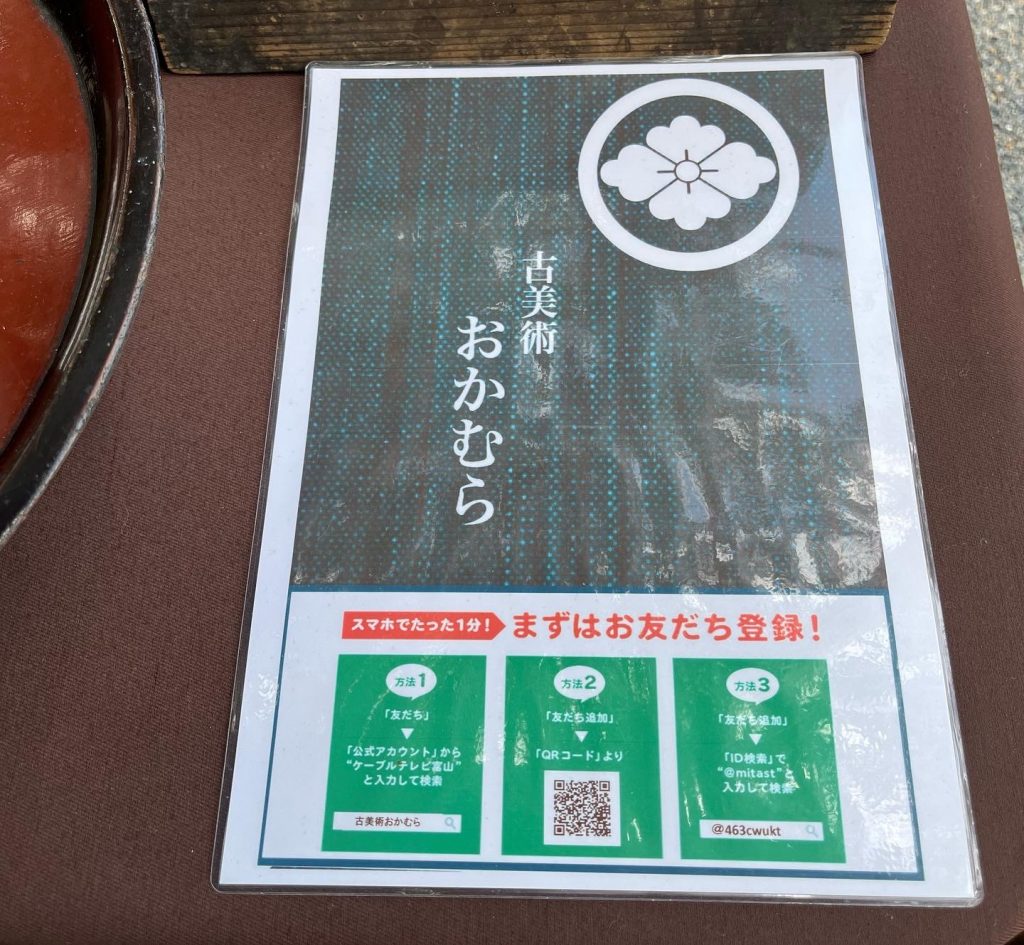 古美術
おかむら
スマホでたった1分!
まずはお友だち登録!
方法1
「友だち」
▼
「公式アカウント」から
“ケーブルテレビ富山”
と入力して検索
古美術おかむら
方法2
「友だち追加」
▼
「QRコード」より
方法3
「友だち追加」
▼
「ID検索」で
“@mitast”と
入力して検索
@463cwukt